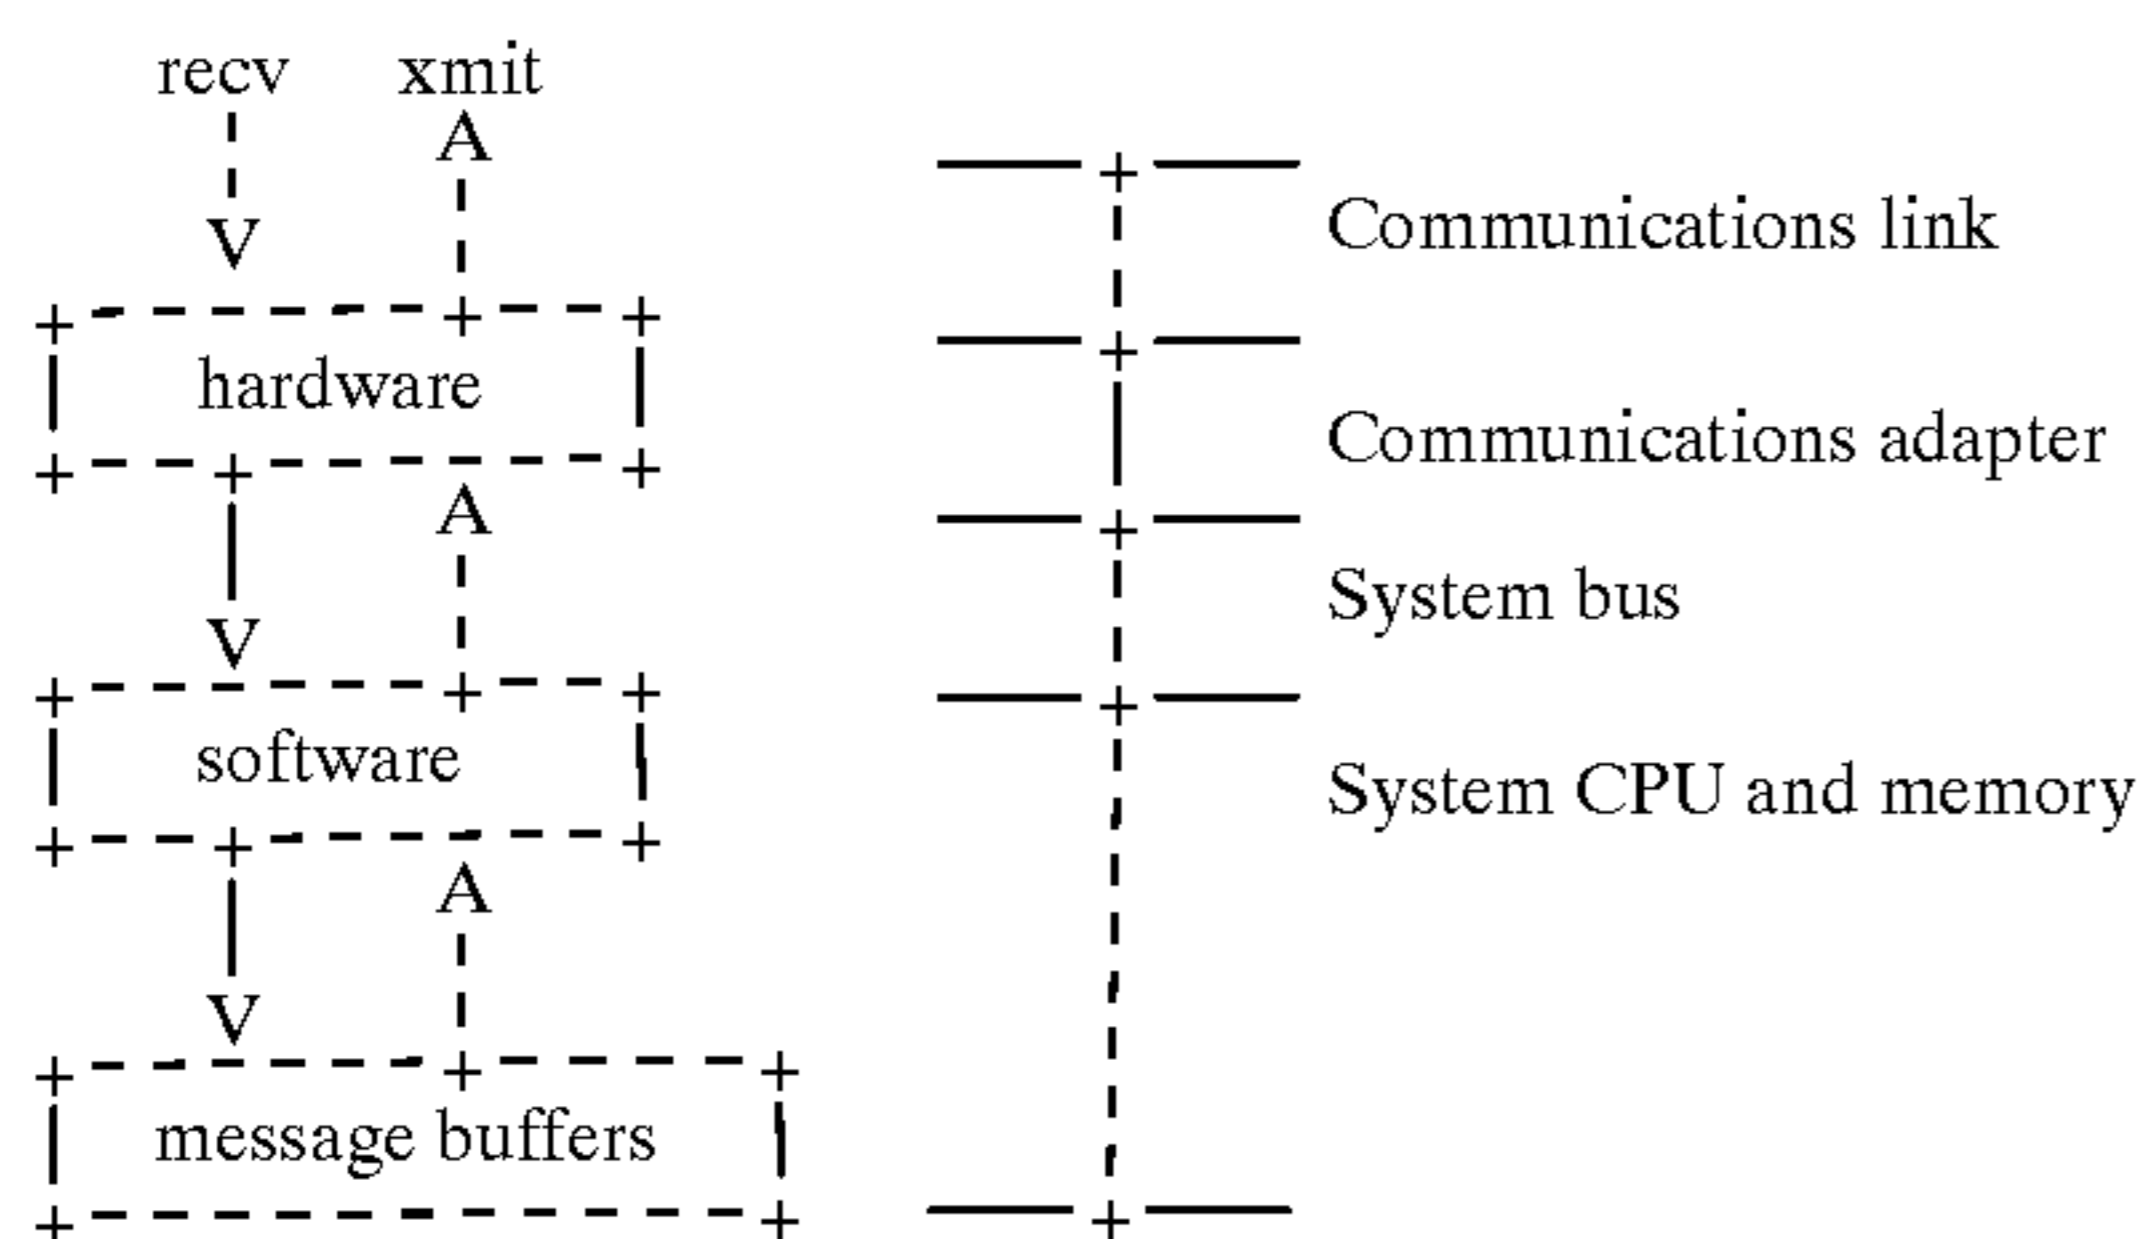 recv xmit
A
V
Communications link
hardware
Communications adapter
A
System bus
V
software
System CPU and memory
A
V
message buffers